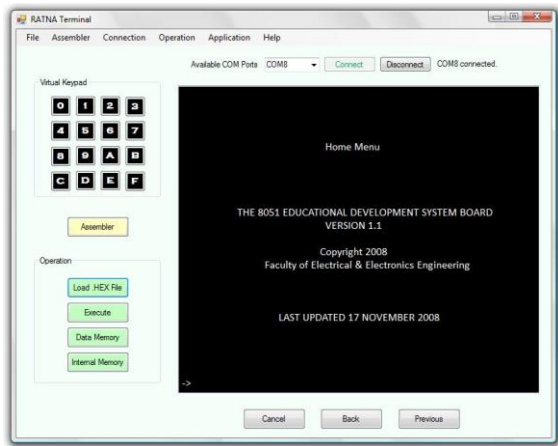 RATNA Terminal
File Assembler Connection Operation Application Help
Available COM Ports COM8 Connect Disconnect COM8 connected.
Virtual Keypad
0 1 2 3
4 5 6 7
8 9 A B
C D E F
Assembler
Operation
Load .HEX File
Execute
Data Memory
Internal Memory
Home Menu
THE 8051 EDUCATIONAL DEVELOPMENT SYSTEM BOARD
VERSION 1.1
Copyright 2008
Faculty of Electrical & Electronics Engineering
LAST UPDATED 17 NOVEMBER 2008
->
Cancel Back Previous